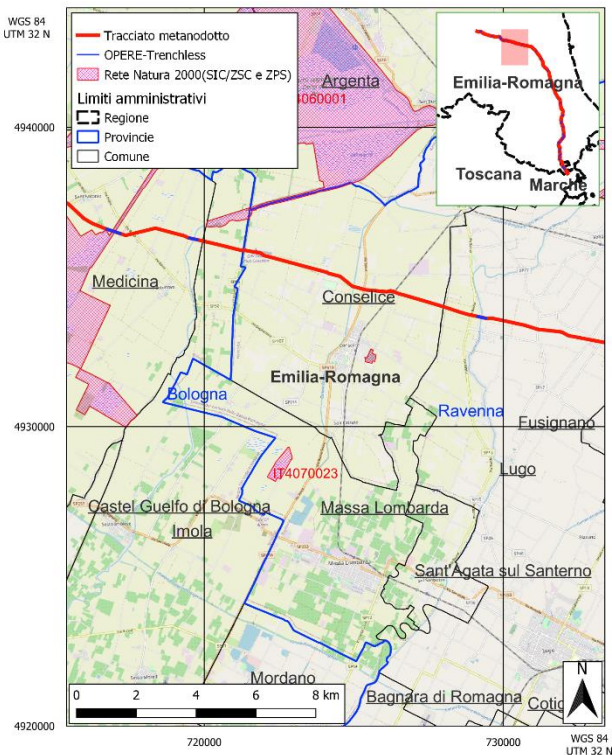 WGS 84
UTM 32 N
Tracciato metanodotto
OPERE-Trenchless
Rete Natura 2000(SIC/ZSC e ZPS)
Limiti amministrativi
Regione
Provincie
Comune
Argenta
4060001
Emilia-Romagna
Toscana
Marche
4940000
Medicina
Conselice
Emilia-Romagna
Bologna
Ravenna
Fusignano
4930000
Lugo
IT4070023
Castel Guelfo di Bologna
Massa Lombarda
Imola
Sant'Agata sul Santerno
Mordano
Bagnara di Romagna
Cotig
N
0 2 4 6 8 km
4920000
720000
730000
WGS 84
UTM 32 N